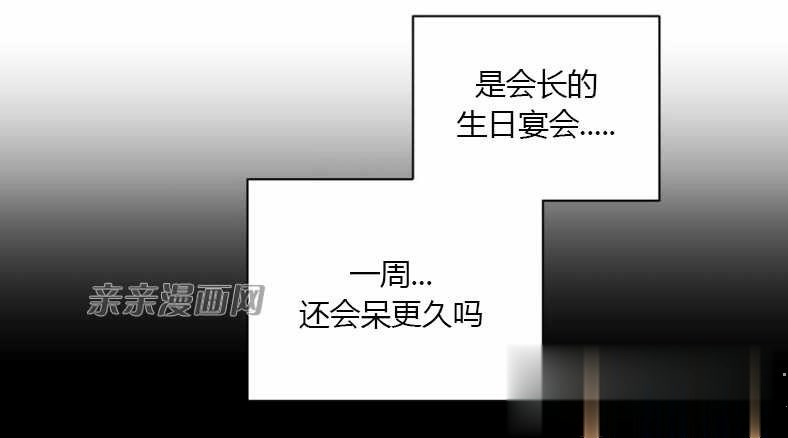 是会长的
生日宴会.....
一周...
还会呆更久吗
亲亲漫画网